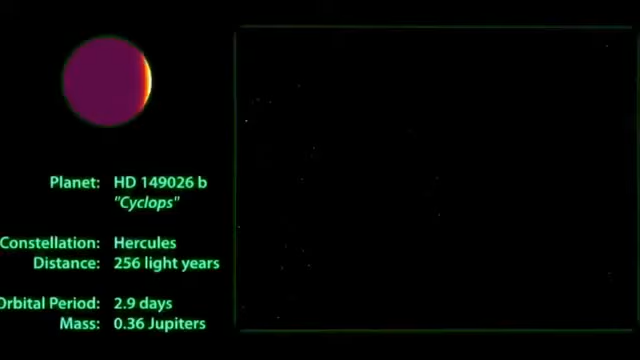 Planet: HD 149026 b
"Cyclops"
Constellation: Hercules
Distance: 256 light years
Orbital Period: 2.9 days
Mass: 0.36 Jupiters